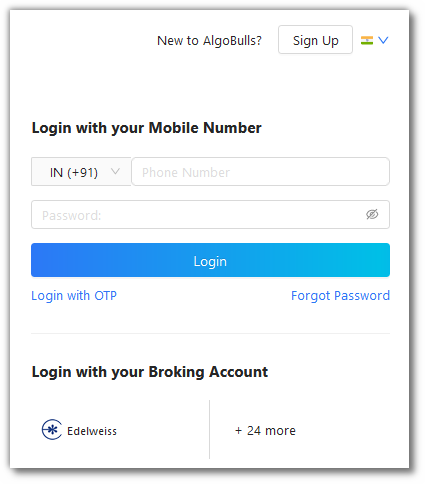 New to AlgoBulls? Sign Up
Login with your Mobile Number
IN (+91) Phone Number
Password:
Login
Login with OTP Forgot Password
Login with your Broking Account
Edelweiss + 24 more